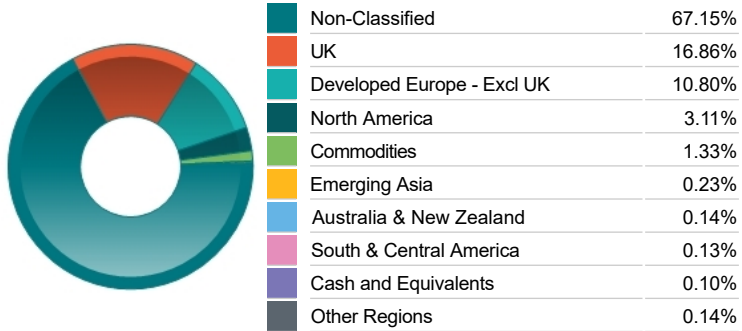 Non-Classified 67.15%
UK 16.86%
Developed Europe - Excl UK 10.80%
North America 3.11%
Commodities 1.33%
Emerging Asia 0.23%
Australia & New Zealand 0.14%
South & Central America 0.13%
Cash and Equivalents 0.10%
Other Regions 0.14%